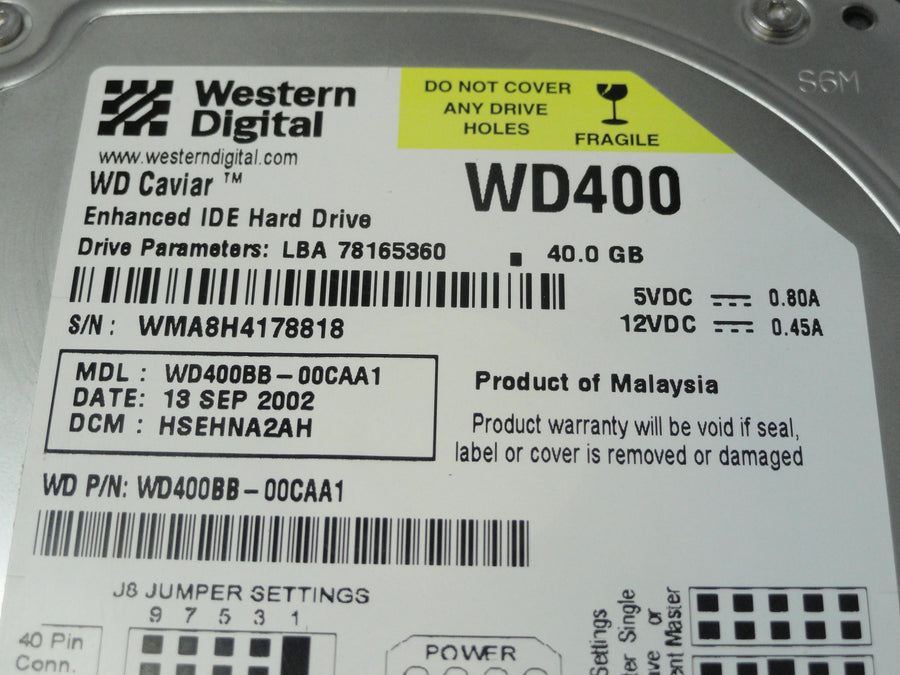 S6M
Western
Digital
www.westerndigital.com
DO NOT COVER
ANY DRIVE
HOLES
FRAGILE
WD Caiviar ™
WD400
Enhanced IDE Hard Drive
Drive Parameters: LBA 78165360 . 40.0 GB
5VDC 0.80A
12VDC 0.45A
S/N: WMA8H4178818
MDL: WD400BB-00CAA1
DATE: 13 SEP 2002
DCM: HSEHNA2AH
Product of Malaysia
Product warranty will be void if seal,
label or cover is removed or damaged
WD P/N: WD400BB-00CAA1
J8 JUMPER SETTINGS
9 7 5 3 1
40 Pin
Conn.
POWER
Settings
Single
or
Master